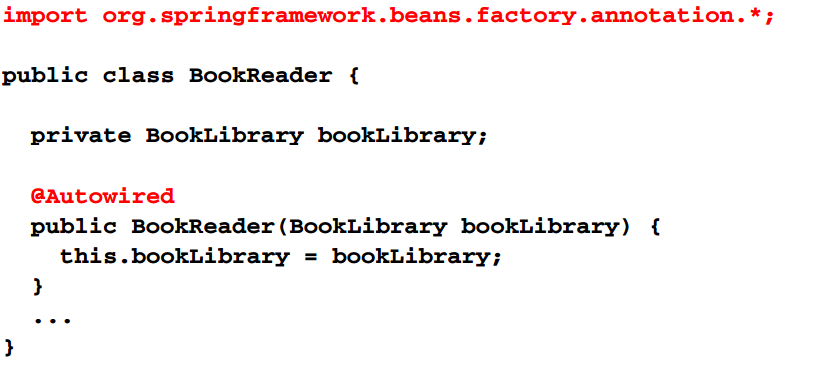 import org.springframework.beans.factory.annotation.*;
public class BookReader {
private BookLibrary bookLibrary;
@Autowired
public BookReader(BookLibrary bookLibrary) {
this.bookLibrary = bookLibrary;
}
...
}